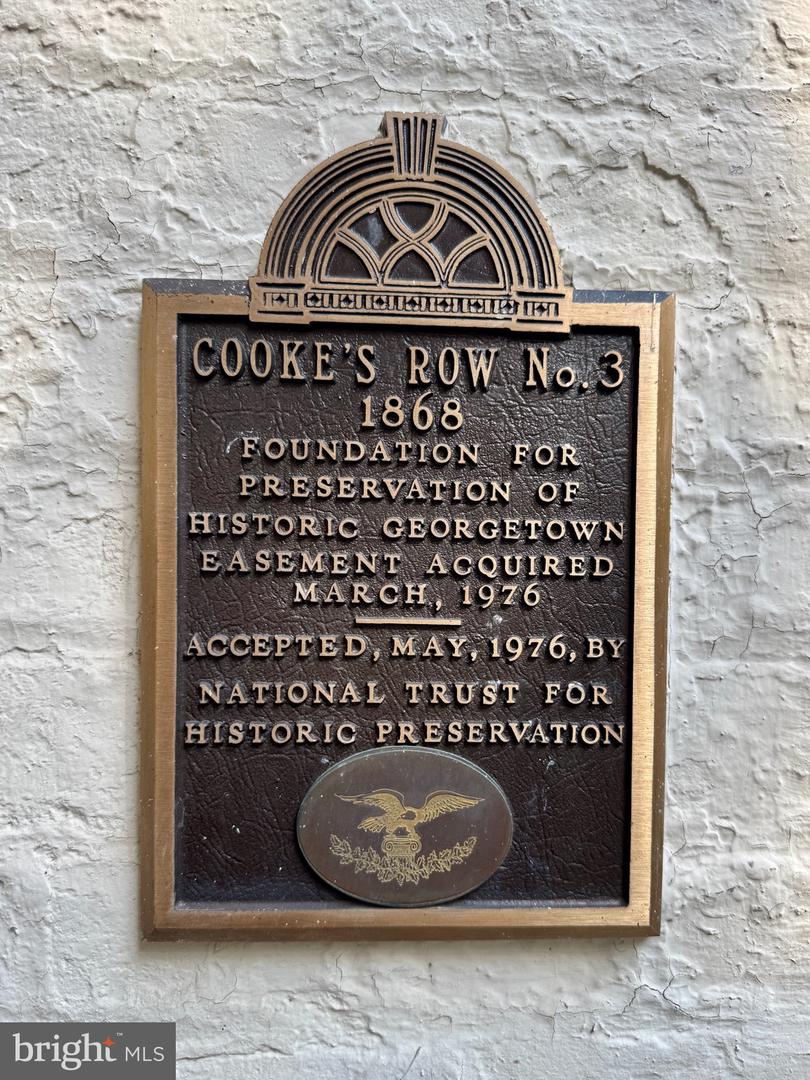 COOKE'S ROW No. 3
1868
FOUNDATION FOR
PRESERVATION OF
HISTORIC GEORGETOWN
EASEMENT ACQUIRED
MARCH, 1976
ACCEPTED, MAY, 1976, BY
NATIONAL TRUST FOR
HISTORIC PRESERVATION
bright™ MLS